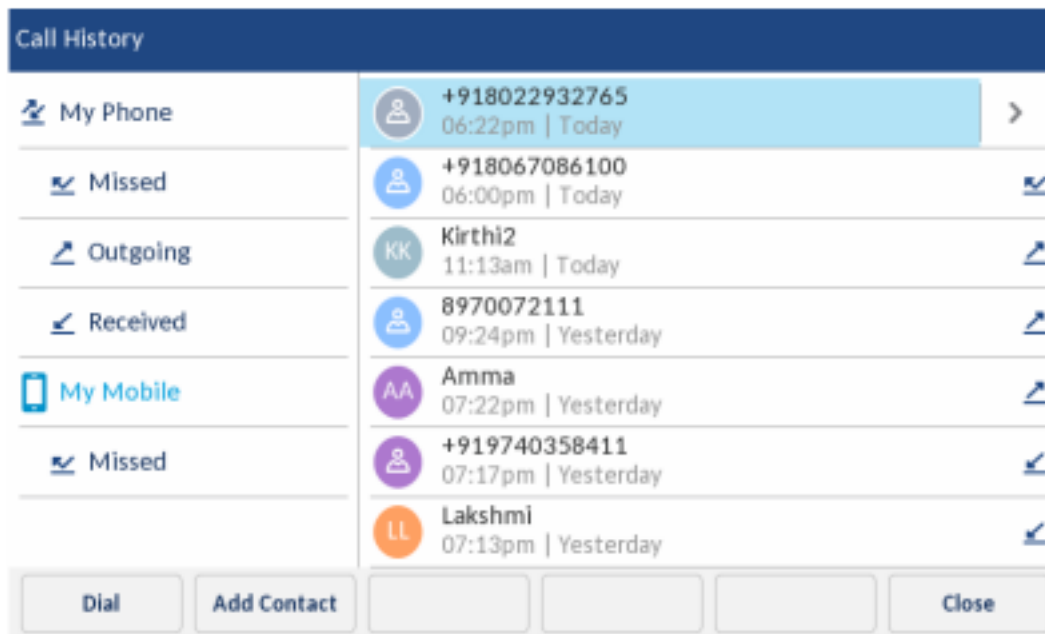 Call History
My Phone
Missed
Outgoing
Received
My Mobile
Missed
+918022932765
06:22pm | Today
+918067086100
06:00pm | Today
KK
Kirthi2
11:13am | Today
8970072111
09:24pm | Yesterday
AA
Amma
07:22pm | Yesterday
+919740358411
07:17pm | Yesterday
LL
Lakshmi
07:13pm | Yesterday
Dial
Add Contact
Close